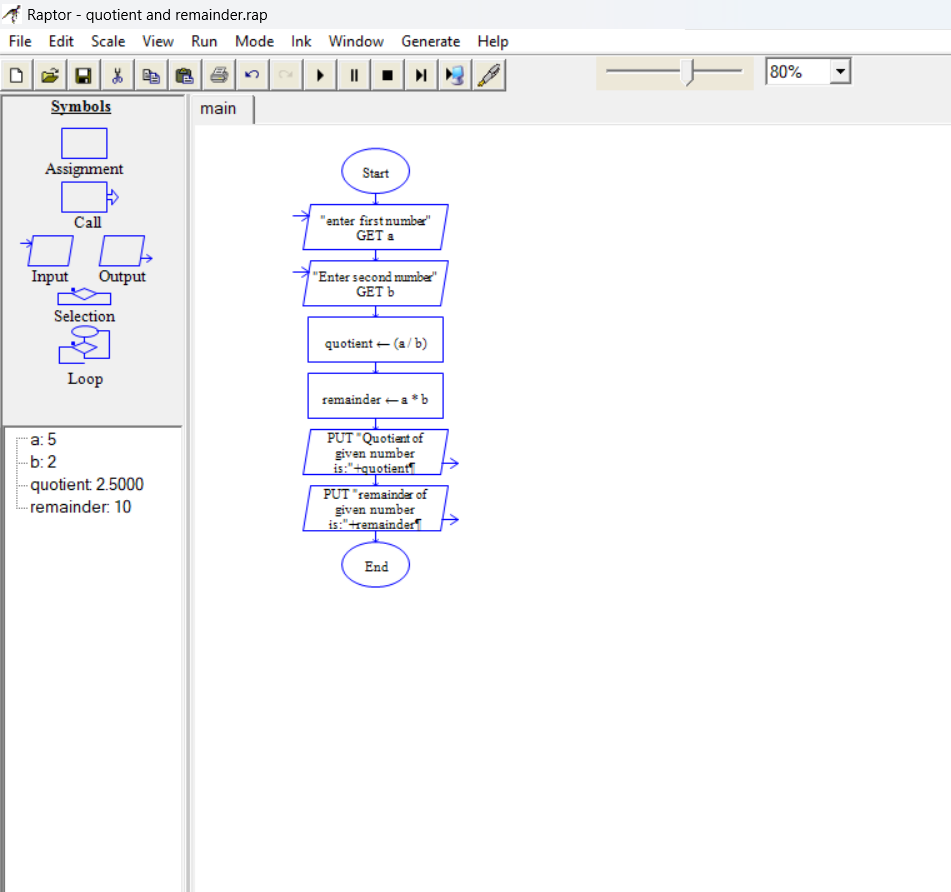 Raptor - quotient and remainder.rap
File Edit Scale View Run Mode Ink Window Generate Help
80%
Symbols
main
Assignment
Call
Input Output
Selection
Loop
Start
"enter first number"
GET a
"Enter second number"
GET b
quotient ← (a / b)
remainder ← a * b
PUT "Quotient of
given number
is:"+quotient¶
PUT "remainder of
given number
is:"+remainder¶
End
a: 5
b: 2
quotient: 2.5000
remainder: 10